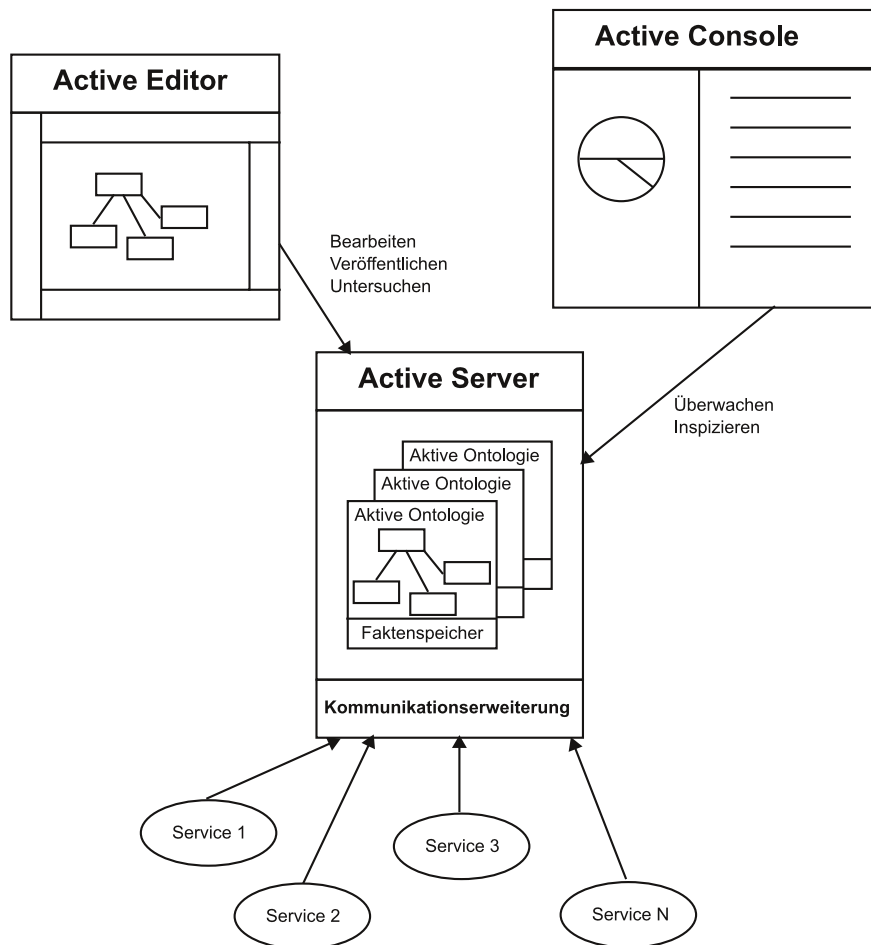 Active Editor
Active Console
Bearbeiten
Veröffentlichen
Untersuchen
Active Server
Überwachen
Inspizieren
Aktive Ontologie
Aktive Ontologie
Aktive Ontologie
Faktenspeicher
Kommunikationserweiterung
Service 1
Service 3
Service 2
Service N